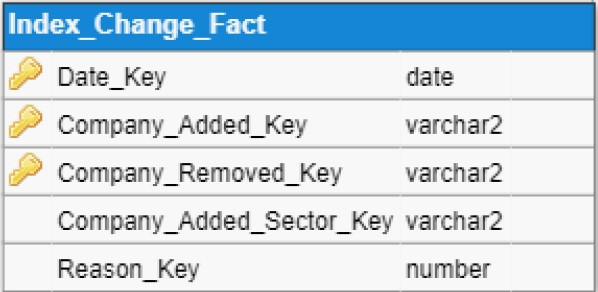 Index_Change_Fact
Date_Key date
Company_Added_Key varchar2
Company_Removed_Key varchar2
Company_Added_Sector_Key varchar2
Reason_Key number